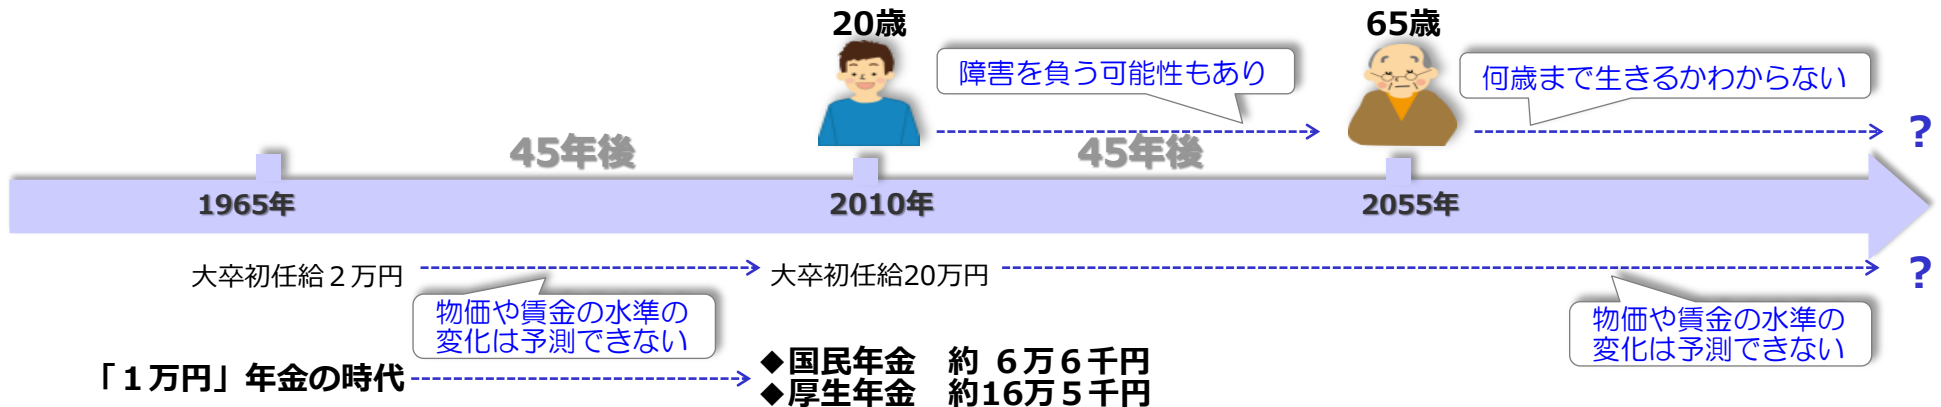 20歳
65歳
障害を負う可能性もあり
何歳まで生きるかわからない
？
45年後
45年後
1965年
2010年
2055年
大卒初任給２万円
大卒初任給20万円
？
物価や賃金の水準の
変化は予測できない
物価や賃金の水準の
変化は予測できない
「１万円」年金の時代
◆国民年金　約 ６万６千円
◆厚生年金　約16万５千円